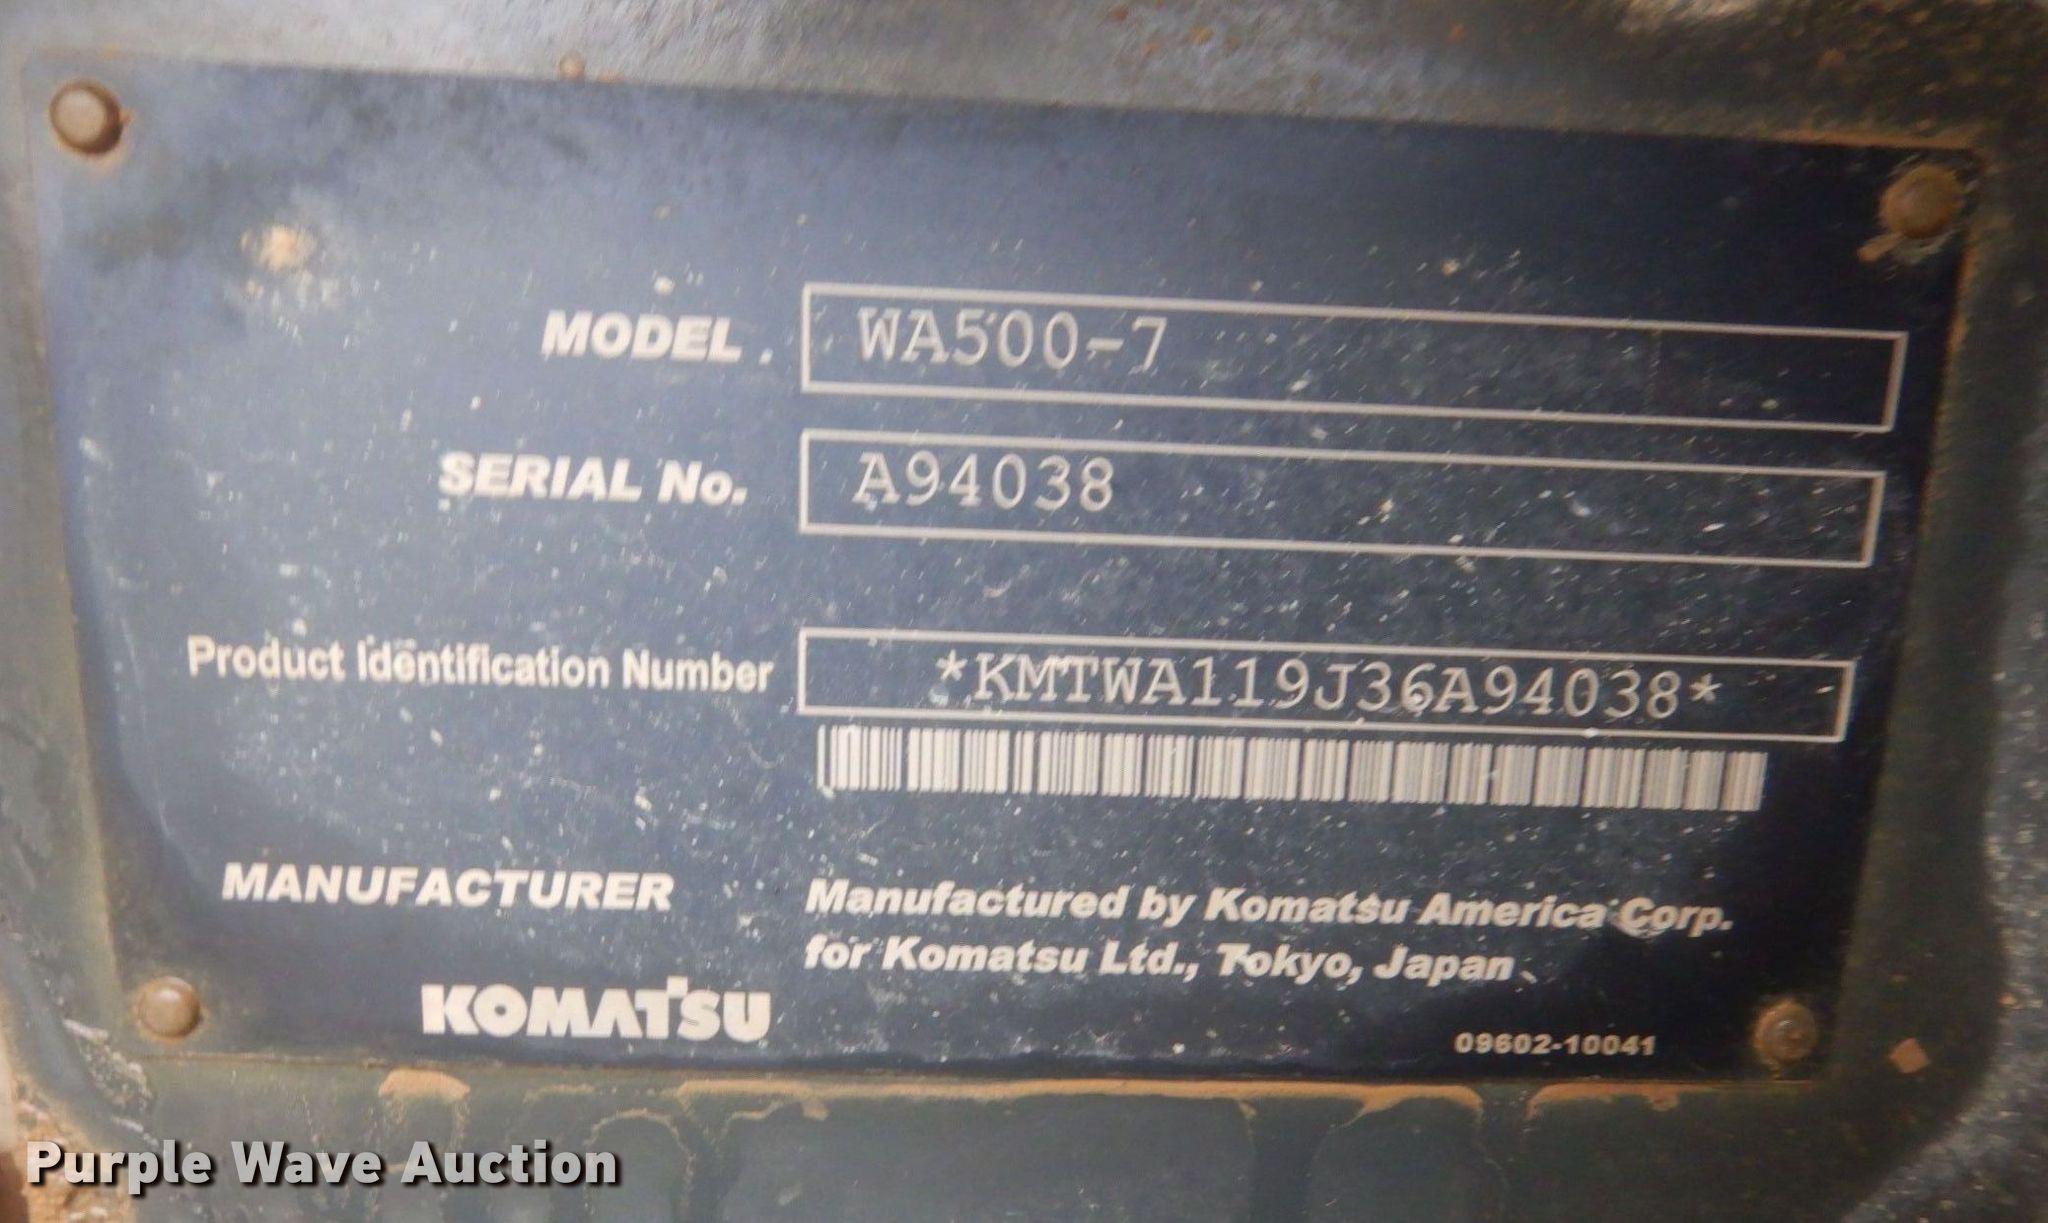 MODEL WA500-7
SERIAL No. A94038
Product Identification Number *KMTWA119J36A94038*
MANUFACTURER Manufactured by Komatsu America Corp.
for Komatsu Ltd., Tokyo, Japan
KOMATSU
09602-10041
Purple Wave Auction